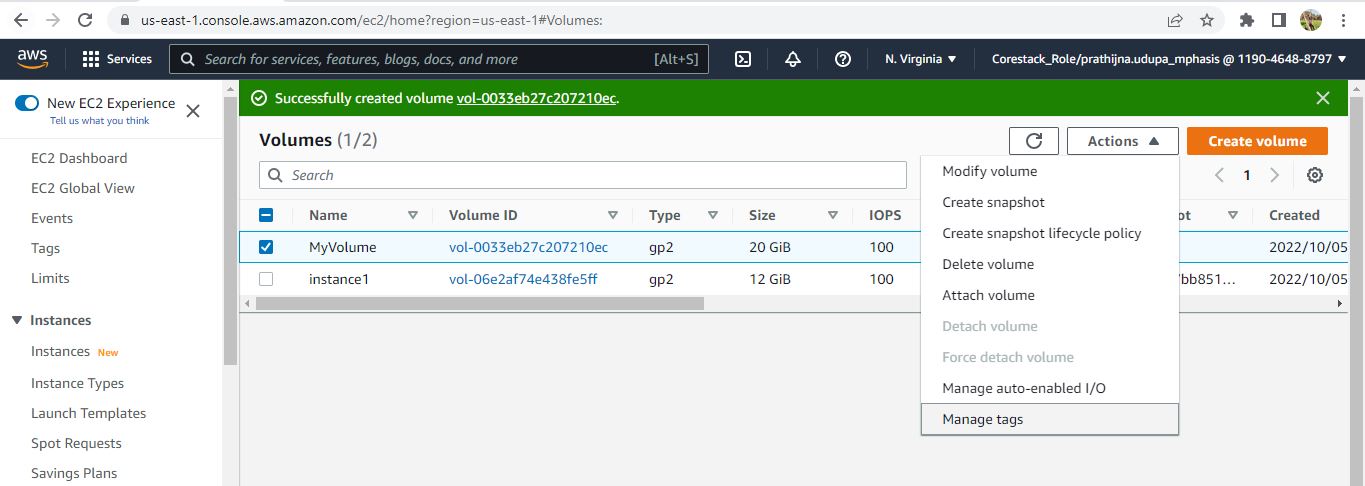 us-east-1.console.aws.amazon.com/ec2/home?region=us-east-1#Volumes:
aws
Services
Search for services, features, blogs, docs, and more
[Alt+S]
N. Virginia
Corestack_Role/prathijna.udupa_mphasis @ 1190-4648-8797
New EC2 Experience
Tell us what you think
EC2 Dashboard
EC2 Global View
Events
Tags
Limits
Instances
Instances New
Instance Types
Launch Templates
Spot Requests
Savings Plans
Successfully created volume vol-0033eb27c207210ec.
Volumes (1/2)
Actions
Create volume
Search
1
Name Volume ID Type Size IOPS ot Created
MyVolume vol-0033eb27c207210ec gp2 20 GiB 100 2022/10/05
instance1 vol-06e2af74e438fe5ff gp2 12 GiB 100 bb851...
Modify volume
Create snapshot
Create snapshot lifecycle policy
Delete volume
Attach volume
Detach volume
Force detach volume
Manage auto-enabled I/O
Manage tags
2022/10/05